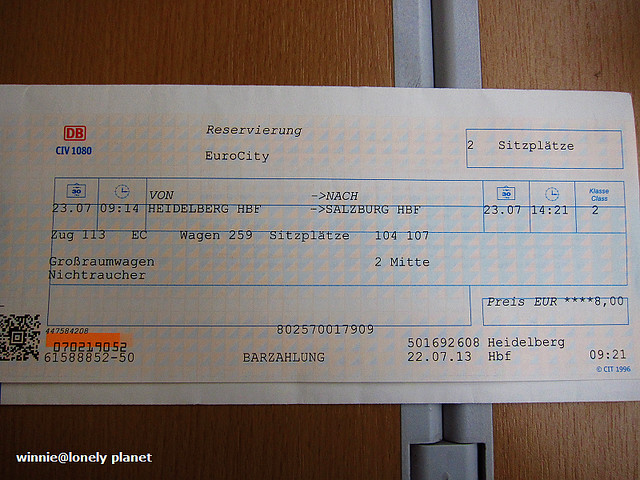 DB
CIV 1080
Reservierung
EuroCity
2 Sitzplätze
30 30 Klasse
Class
VON ->NACH
23.07 09:14 HEIDELBERG HBF ->SALZBURG HBF 23.07 14:21 2
Zug 113 EC Wagen 259 Sitzplätze 104 107
Großraumwagen 2 Mitte
Nichtraucher
Preis EUR ****8,00
447584208 802570017909
070219052 501692608 Heidelberg
61588852-50 BARZAHLUNG 22.07.13 Hbf 09:21
© CIT 1996
winnie@lonely planet